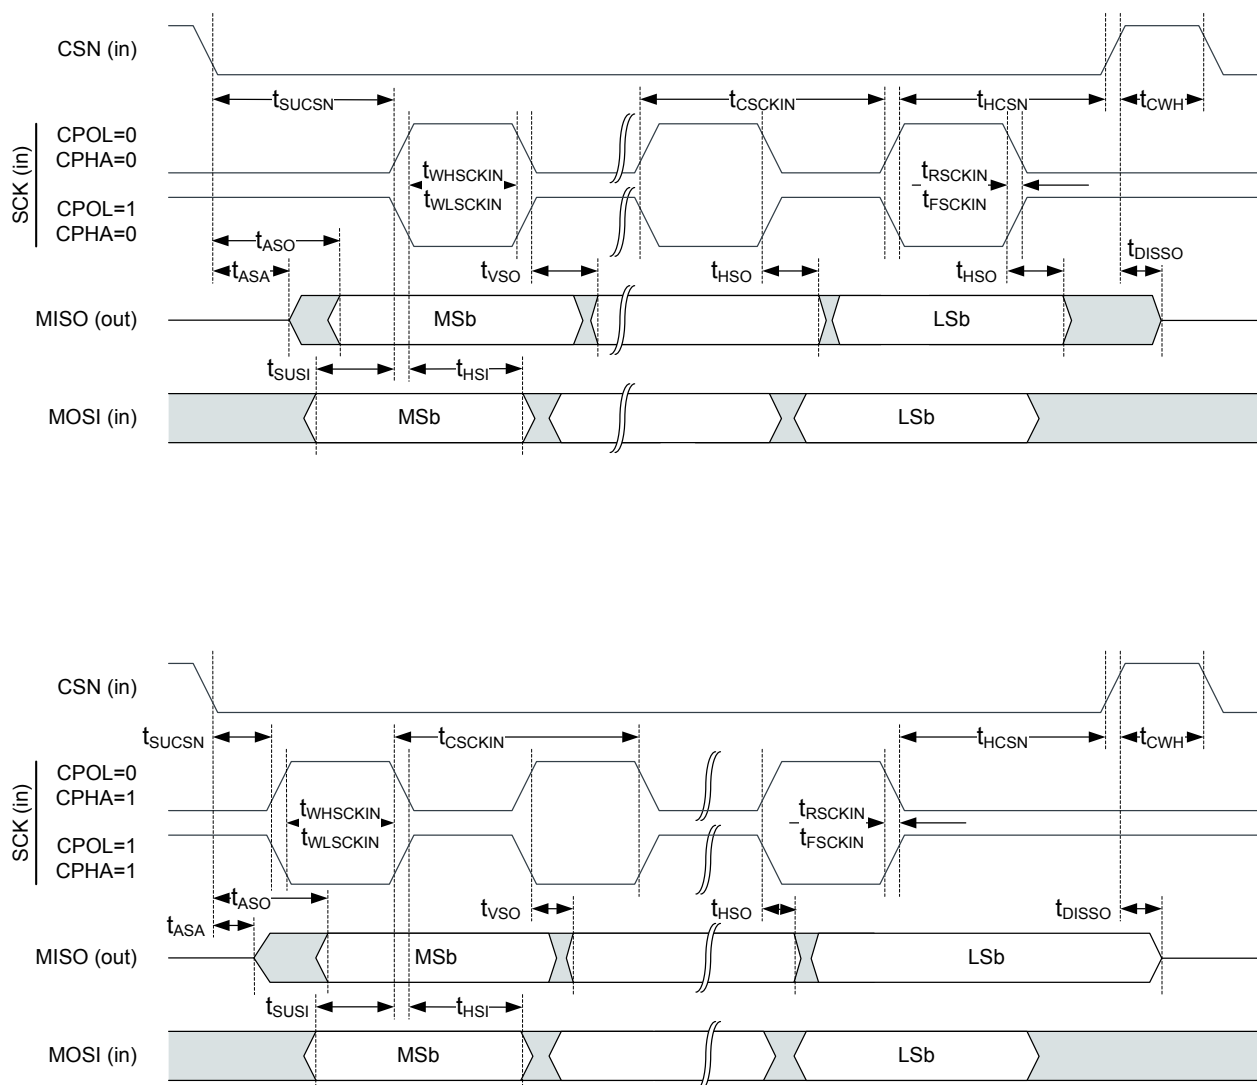 CSN (in)
tSUCSN
tCSCKIN
tHCSN
tCWH
SCK (in)
CPOL=0
CPHA=0
CPOL=1
CPHA=0
tWHSCKIN
tWLSCKIN
tRSCKIN
tFSCKIN
tASO
tASA
tVSO
tHSO
tHSO
tDISSO
MISO (out)
MSb
LSb
tSUSI
tHSI
MOSI (in)
MSb
LSb
CSN (in)
tSUCSN
tCSCKIN
tHCSN
tCWH
SCK (in)
CPOL=0
CPHA=1
CPOL=1
CPHA=1
tWHSCKIN
tWLSCKIN
tRSCKIN
tFSCKIN
tASO
tASA
tVSO
tHSO
tDISSO
MISO (out)
MSb
LSb
tSUSI
tHSI
MOSI (in)
MSb
LSb